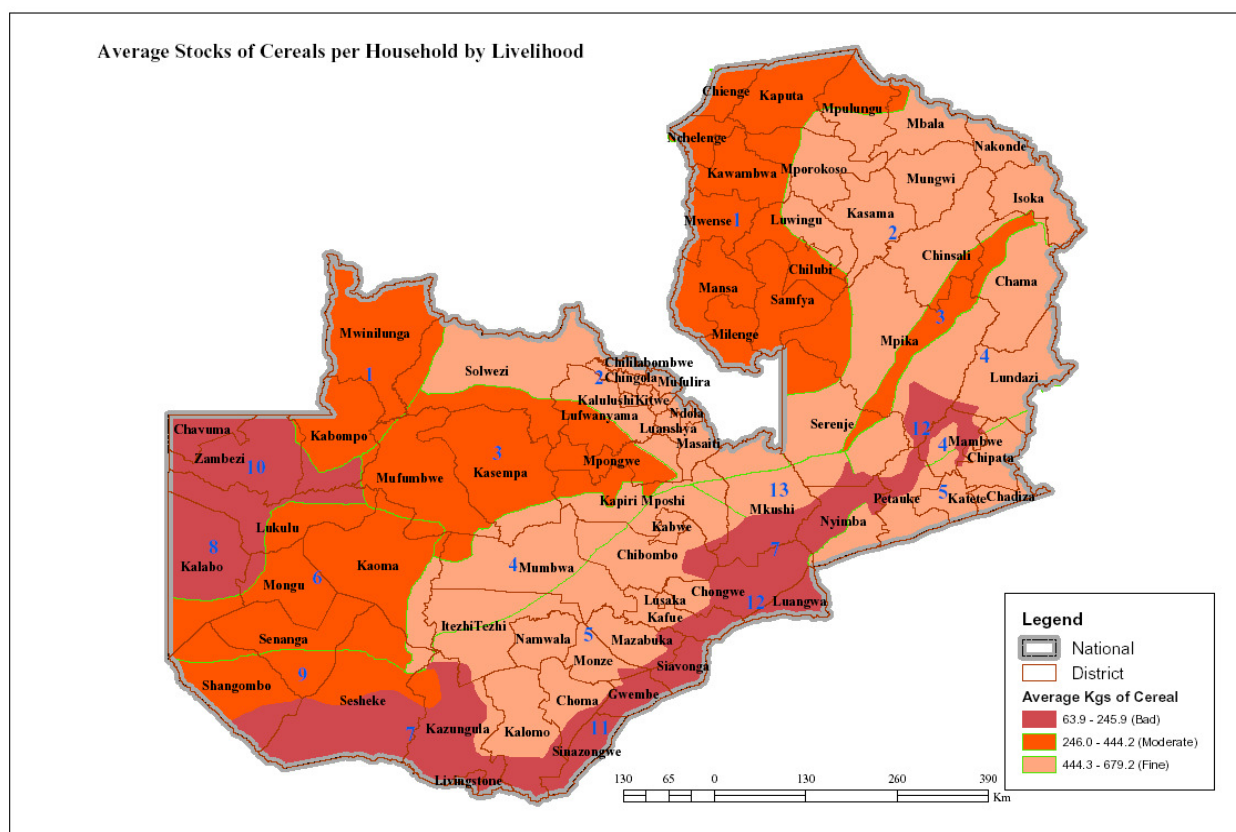 Average Stocks of Cereals per Household by Livelihood
Chienge
Kaputa
Mpulungu
Mbala
Nchelenge
Nakonde
Kawambwa
Mporokoso
Mungwi
Isoka
Kasama
Mwense
1
Luwingu
2
Chinsali
Chilubi
Chama
Mansa
Samfya
3
Milenge
Mwinilunga
Mpika
4
Solwezi
Chililabombwe
1
2
Chingola
Mufulira
Lundazi
Kalulushi
Kitwe
Chavuma
Lufwanyama
Ndola
Serenje
Kabompo
Luanshya
12
Mambwe
Zambezi
10
3
Masaiti
4
Kasempa
Mpongwe
Chipata
Mufumbwe
13
5
Katete
Chadiza
Kapiri Mposhi
Mkushi
Petauke
Lukulu
Kabwe
Nyimba
8
Kaoma
Chibombo
7
Kalabo
4
Mumbwa
Mongu
6
Chongwe
Lusaka
12
Luangwa
Kafue
ItezhiTezhi
Namwala
5
Mazabuka
Senanga
Monze
Siavonga
9
Shangombo
Sesheke
Choma
Gwembe
7
Kazungula
Kalomo
11
Sinazongwe
Livingstone
130
65
0
130
260
390
Km
Legend
National
District
Average Kgs of Cereal
63.9 - 245.9 (Bad)
246.0 - 444.2 (Moderate)
444.3 - 679.2 (Fine)